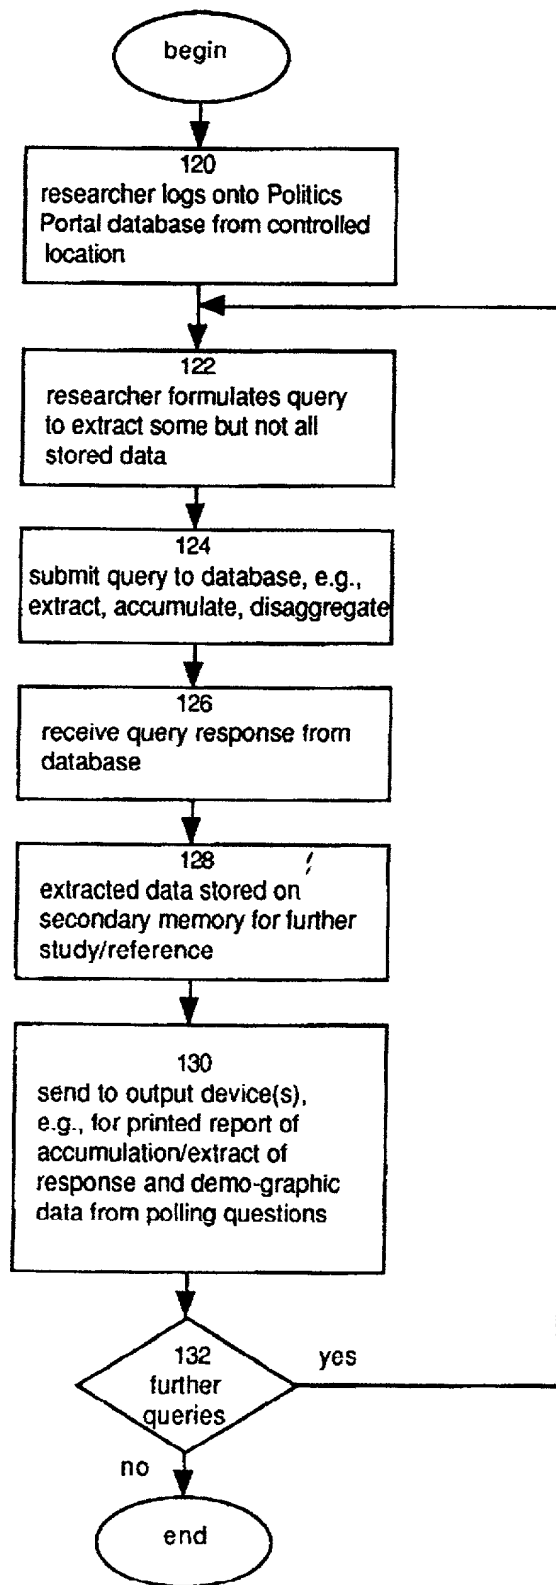 begin
120
researcher logs onto Politics
Portal database from controlled
location
122
researcher formulates query
to extract some but not all
stored data
124
submit query to database, e.g.,
extract, accumulate, disaggregate
126
receive query response from
database
128
extracted data stored on
secondary memory for further
study/reference
130
send to output device(s),
e.g., for printed report of
accumulation/extract of
response and demo-graphic
data from polling questions
132
further
queries
yes
no
end